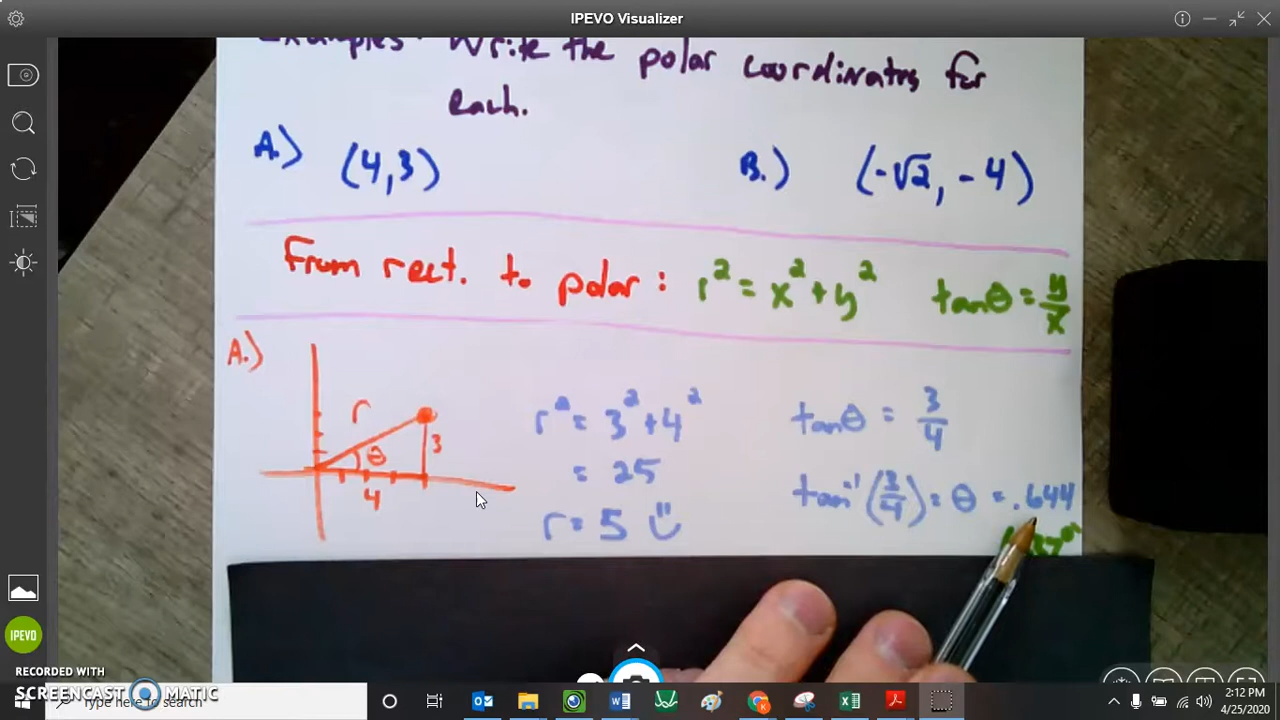 IPEVO Visualizer
Examples Write the polar coordinates for
each.
A.) (4,3) B.) (-√2, -4)
From rect. to polar: r² = x² + y² tanθ = y/x
A.)
r
θ
3
4
r² = 3² + 4²
= 25
r = 5
tanθ = 3/4
tan⁻¹(3/4) = θ = .644
IPEVO
RECORDED WITH
SCREENCAST MATIC
Type here to search
2:12 PM
4/25/2020